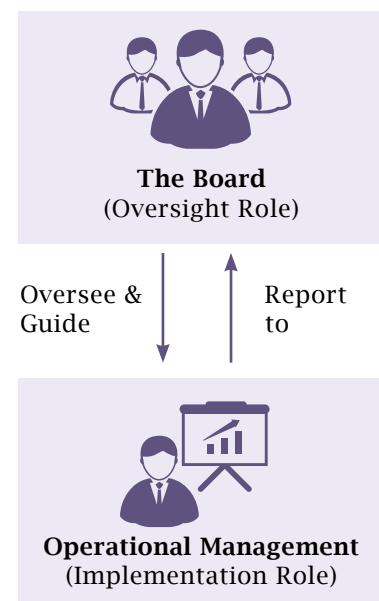 The Board
(Oversight Role)
Oversee &
Guide
Report
to
Operational Management
(Implementation Role)